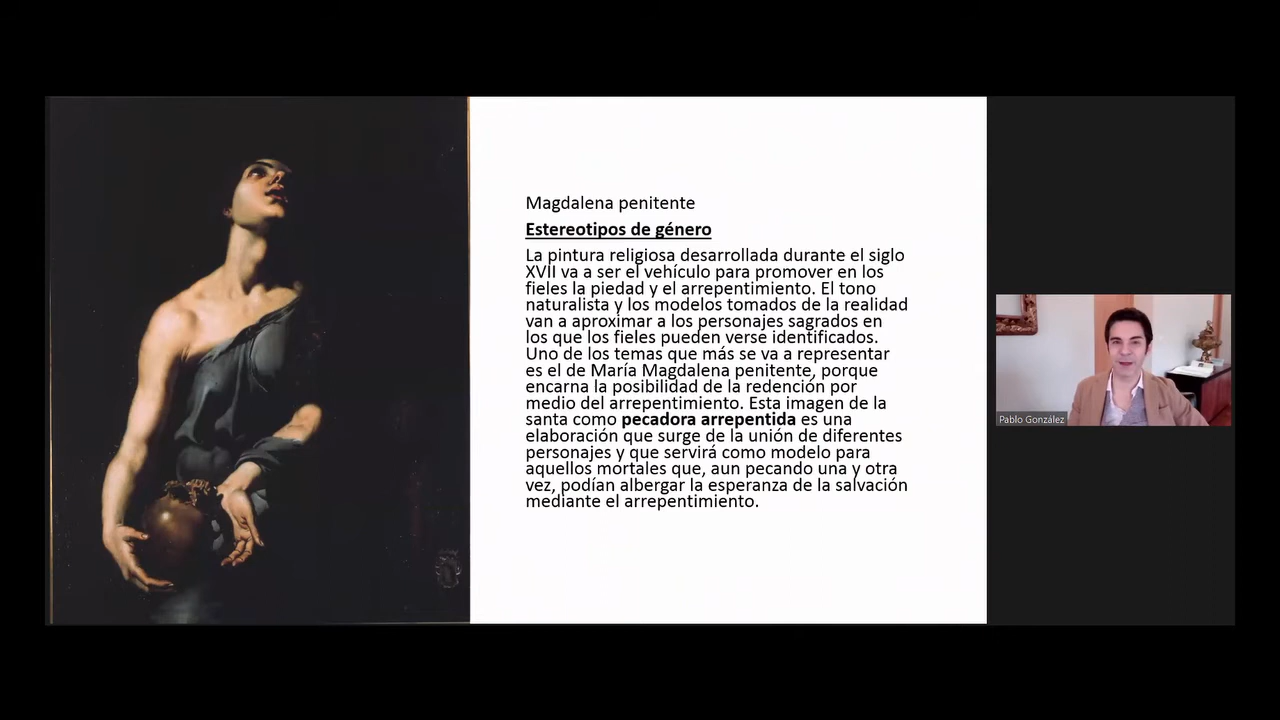 Magdalena penitente
Estereotipos de género
La pintura religiosa desarrollada durante el siglo
XVII va a ser el vehículo para promover en los
fieles la piedad y el arrepentimiento. El tono
naturalista y los modelos tomados de la realidad
van a aproximar a los personajes sagrados en
los que los fieles pueden verse identificados.
Uno de los temas que más se va a representar
es el de María Magdalena penitente, porque
encarna la posibilidad de la redención por
medio del arrepentimiento. Esta imagen de la
santa como pecadora arrepentida es una
elaboración que surge de la unión de diferentes
personajes y que servirá como modelo para
aquellos mortales que, aun pecando una y otra
vez, podían albergar la esperanza de la salvación
mediante el arrepentimiento.
Pablo González